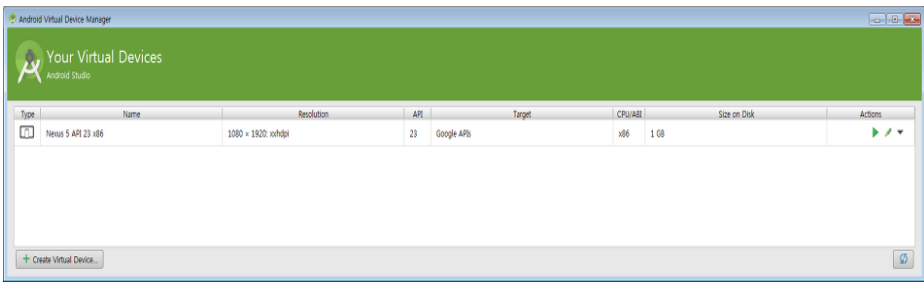 Android Virtual Device Manager
Your Virtual Devices
Android Studio
Type Name Resolution API Target CPU/ABI Size on Disk Actions
Nexus 5 API 23 x86 1080 × 1920: xxhdpi 23 Google APIs x86 1 GB
Create Virtual Device...